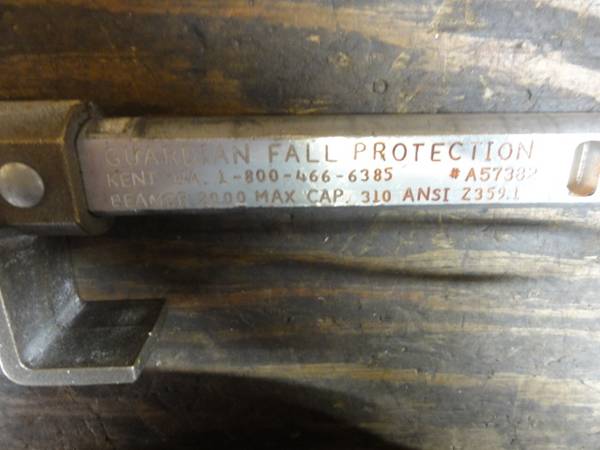 GUARDIAN FALL PROTECTION
KENT WA. 1-800-466-6385 #A57382
BEAMER 2000 MAX CAP. 310 ANSI Z359.1